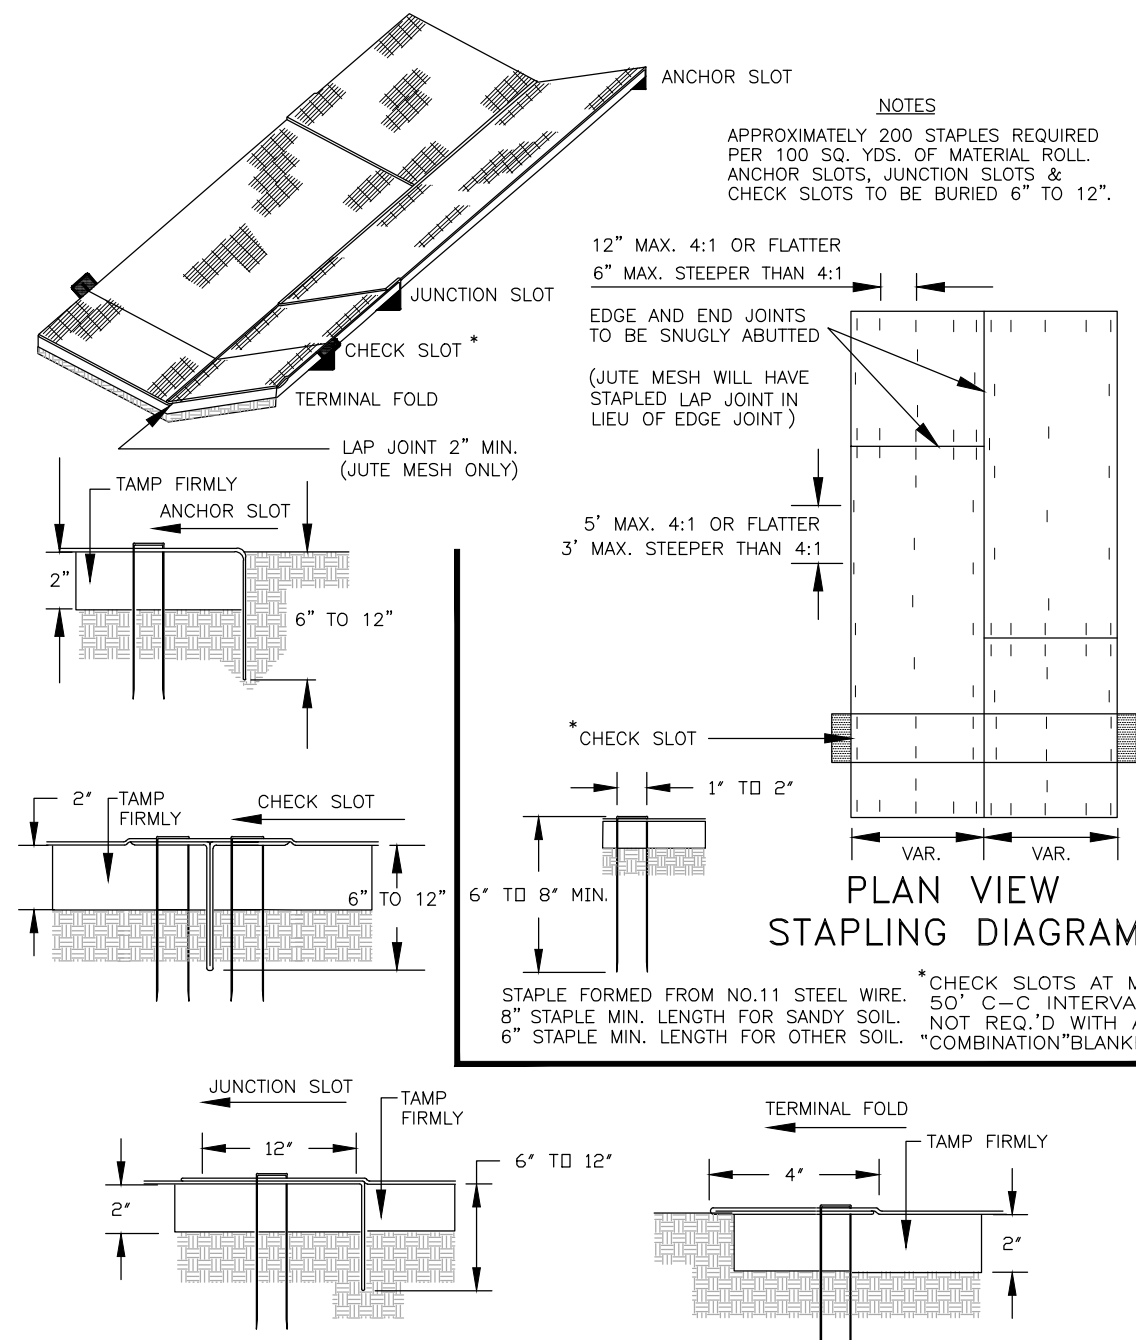 ANCHOR SLOT
NOTES
APPROXIMATELY 200 STAPLES REQUIRED
PER 100 SQ. YDS. OF MATERIAL ROLL.
ANCHOR SLOTS, JUNCTION SLOTS &
CHECK SLOTS TO BE BURIED 6" TO 12".
12" MAX. 4:1 OR FLATTER
6" MAX. STEEPER THAN 4:1
JUNCTION SLOT
EDGE AND END JOINTS
TO BE SNUGLY ABUTTED
CHECK SLOT *
(JUTE MESH WILL HAVE
STAPLED LAP JOINT IN
LIEU OF EDGE JOINT)
TERMINAL FOLD
LAP JOINT 2" MIN.
(JUTE MESH ONLY)
TAMP FIRMLY
ANCHOR SLOT
2"
6" TO 12"
5' MAX. 4:1 OR FLATTER
3' MAX. STEEPER THAN 4:1
*CHECK SLOT
1" TO 2"
2"
TAMP
FIRMLY
CHECK SLOT
6" TO 12"
6" TO 8" MIN.
VAR.
VAR.
PLAN VIEW
STAPLING DIAGRAM
STAPLE FORMED FROM NO.11 STEEL WIRE.
8" STAPLE MIN. LENGTH FOR SANDY SOIL.
6" STAPLE MIN. LENGTH FOR OTHER SOIL.
*CHECK SLOTS AT
50' C-C
NOT REQ.'D WITH
"COMBINATION"
JUNCTION SLOT
TAMP
FIRMLY
12"
6" TO 12"
2"
TERMINAL FOLD
TAMP FIRMLY
4"
2"